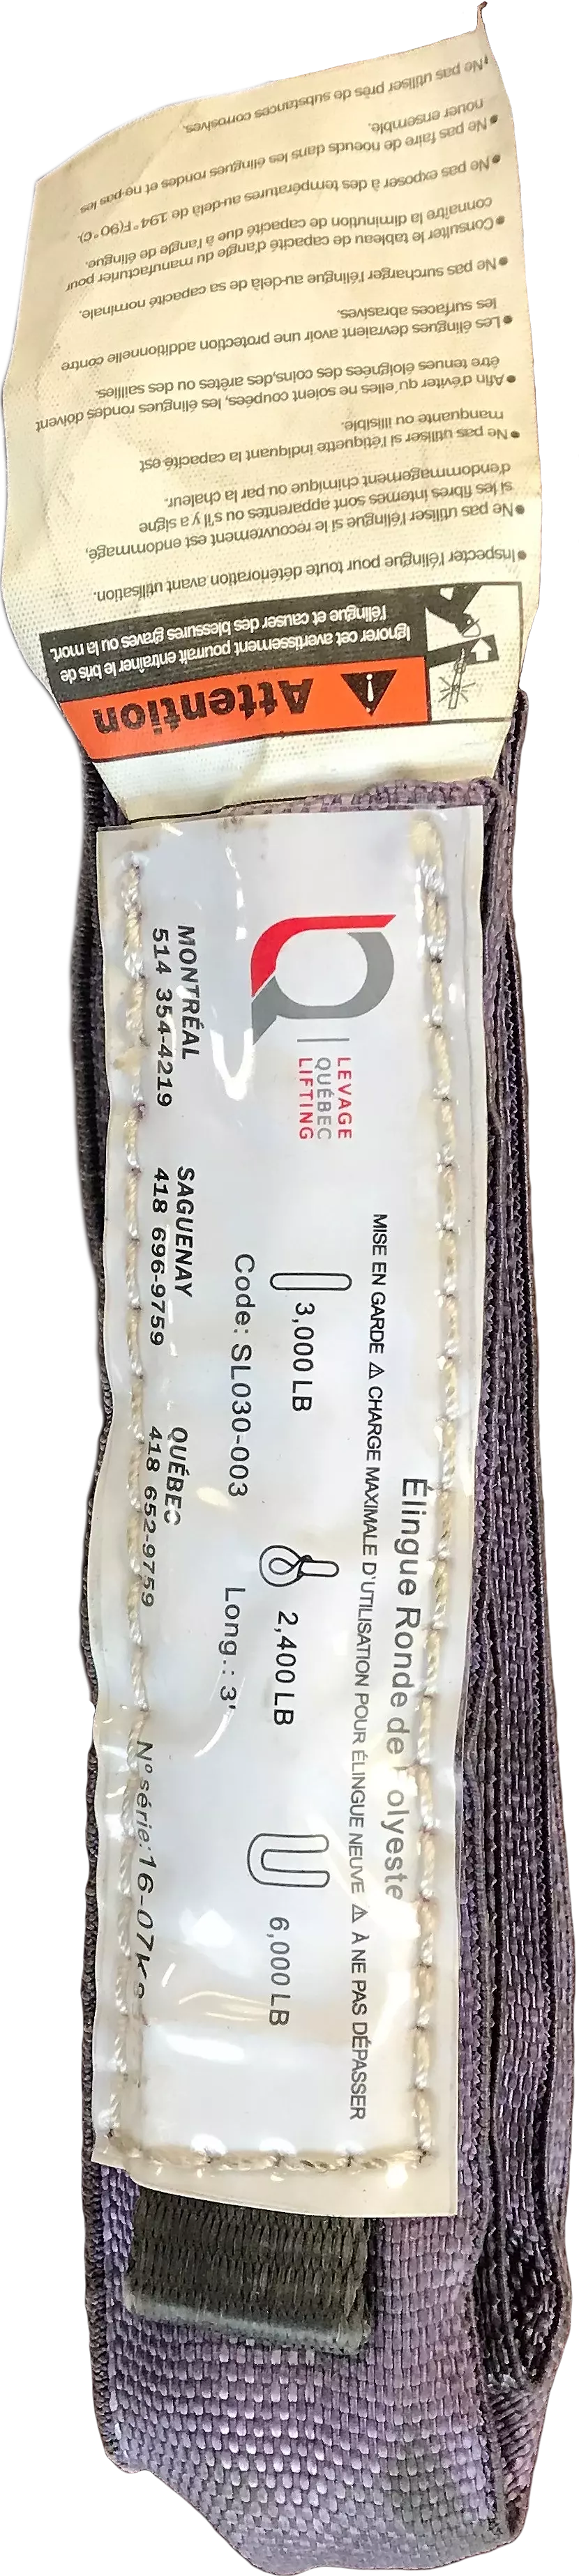 Attention
Ignorer cet avertissement pourrait entraîner le bris de
l'élingue et causer des blessures graves ou la mort.
•Inspecter l'élingue pour toute détérioration avant utilisation.
•Ne pas utiliser l'élingue si le recouvrement est endommagé,
si les fibres internes sont apparentes ou s'il y a signe
d'endommagement chimique ou par la chaleur.
•Ne pas utiliser si l'étiquette indiquant la capacité est
manquante ou illisible.
•Afin d'éviter qu'elles ne soient coupées, les élingues rondes doivent
être tenues éloignées des coins,des arêtes ou des saillies.
•Les élingues devraient avoir une protection additionnelle contre
les surfaces abrasives.
•Ne pas surcharger l'élingue au-delà de sa capacité nominale.
•Consulter le tableau de capacité d'angle du manufacturier pour
connaître la diminution de capacité due à l'angle de élingue.
•Ne pas exposer à des températures au-delà de 194°F(90°C).
•Ne pas faire de noeuds dans les élingues rondes et ne pas les
nouer ensemble.
•Ne pas utiliser près de substances corrosives.
Élingue Ronde de Polyeste
MISE EN GARDE ⚠ CHARGE MAXIMALE D'UTILISATION POUR ÉLINGUE NEUVE ⚠ À NE PAS DÉPASSER
LEVAGE
QUÉBEC
LIFTING
3,000 LB
2,400 LB
6,000 LB
Code: SL030-003
Long.: 3'
MONTRÉAL
514 354-4219
SAGUENAY
418 696-9759
QUÉBEC
418 652-9759
N° série:16-07K